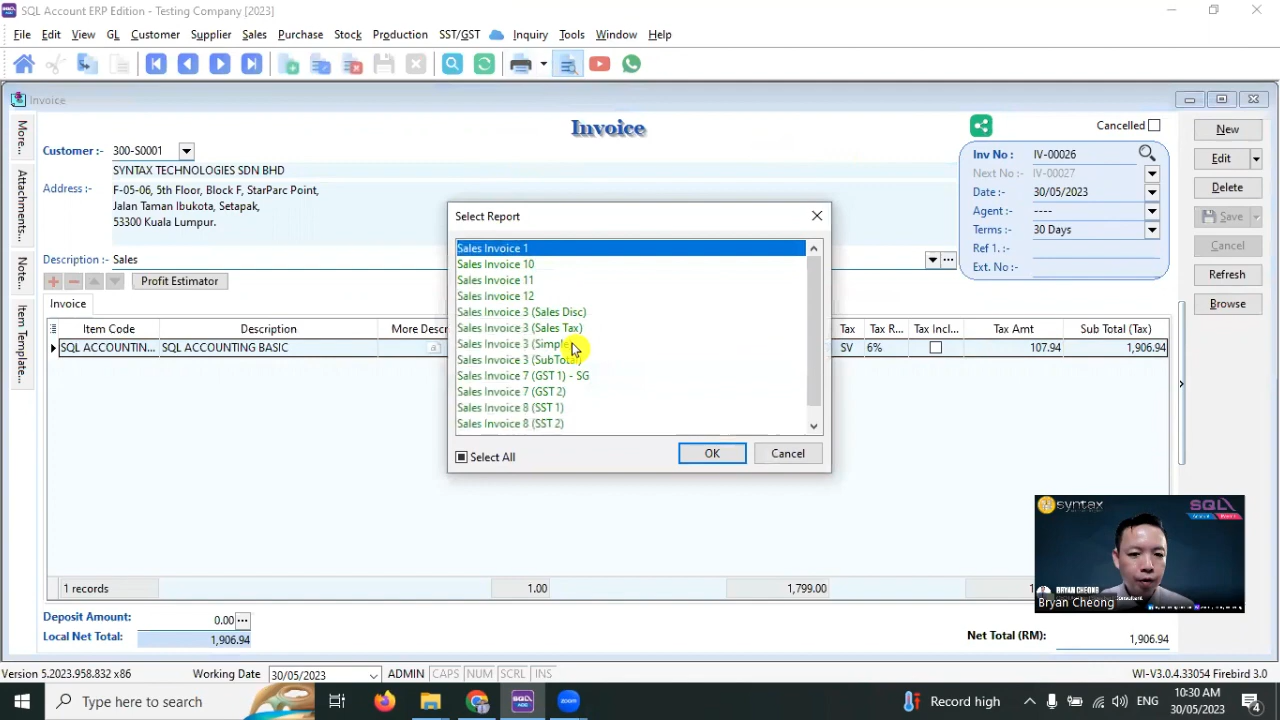 SQL Account ERP Edition - Testing Company [2023]
File Edit View GL Customer Supplier Sales Purchase Stock Production SST/GST Inquiry Tools Window Help
Invoice
Invoice
Cancelled
New
More...
Customer :- 300-S0001
Inv No : IV-00026
Edit
SYNTAX TECHNOLOGIES SDN BHD
Next No :- IV-00027
Attachments...
Address :- F-05-06, 5th Floor, Block F, StarParc Point,
Date : 30/05/2023
Delete
Jalan Taman Ibukota, Setapak,
Agent :- ----
Save
53300 Kuala Lumpur.
Terms :- 30 Days
Cancel
Ref 1. :-
Note...
Description :- Sales
Ext. No :-
Refresh
Profit Estimator
Browse
Invoice
Item Template...
Item Code Description More Descr Tax Tax R... Tax Incl... Tax Amt Sub Total (Tax)
SQL ACCOUNTIN... SQL ACCOUNTING BASIC SV 6% 107.94 1,906.94
Select Report
Sales Invoice 1
Sales Invoice 10
Sales Invoice 11
Sales Invoice 12
Sales Invoice 3 (Sales Disc)
Sales Invoice 3 (Sales Tax)
Sales Invoice 3 (Simple
Sales Invoice 3 (SubTotal)
Sales Invoice 7 (GST 1) - SG
Sales Invoice 7 (GST 2)
Sales Invoice 8 (SST 1)
Sales Invoice 8 (SST 2)
Select All
OK
Cancel
syntax
SQL
BRYAN CHEONG
Bryan Cheong
1 records 1.00 1,799.00
Deposit Amount: 0.00
Local Net Total: 1,906.94
Net Total (RM): 1,906.94
Version 5.2023.958.832 x86 Working Date 30/05/2023 ADMIN CAPS NUM SCRL INS WI-V3.0.4.33054 Firebird 3.0
Type here to search
Record high
ENG
10:30 AM
30/05/2023
4